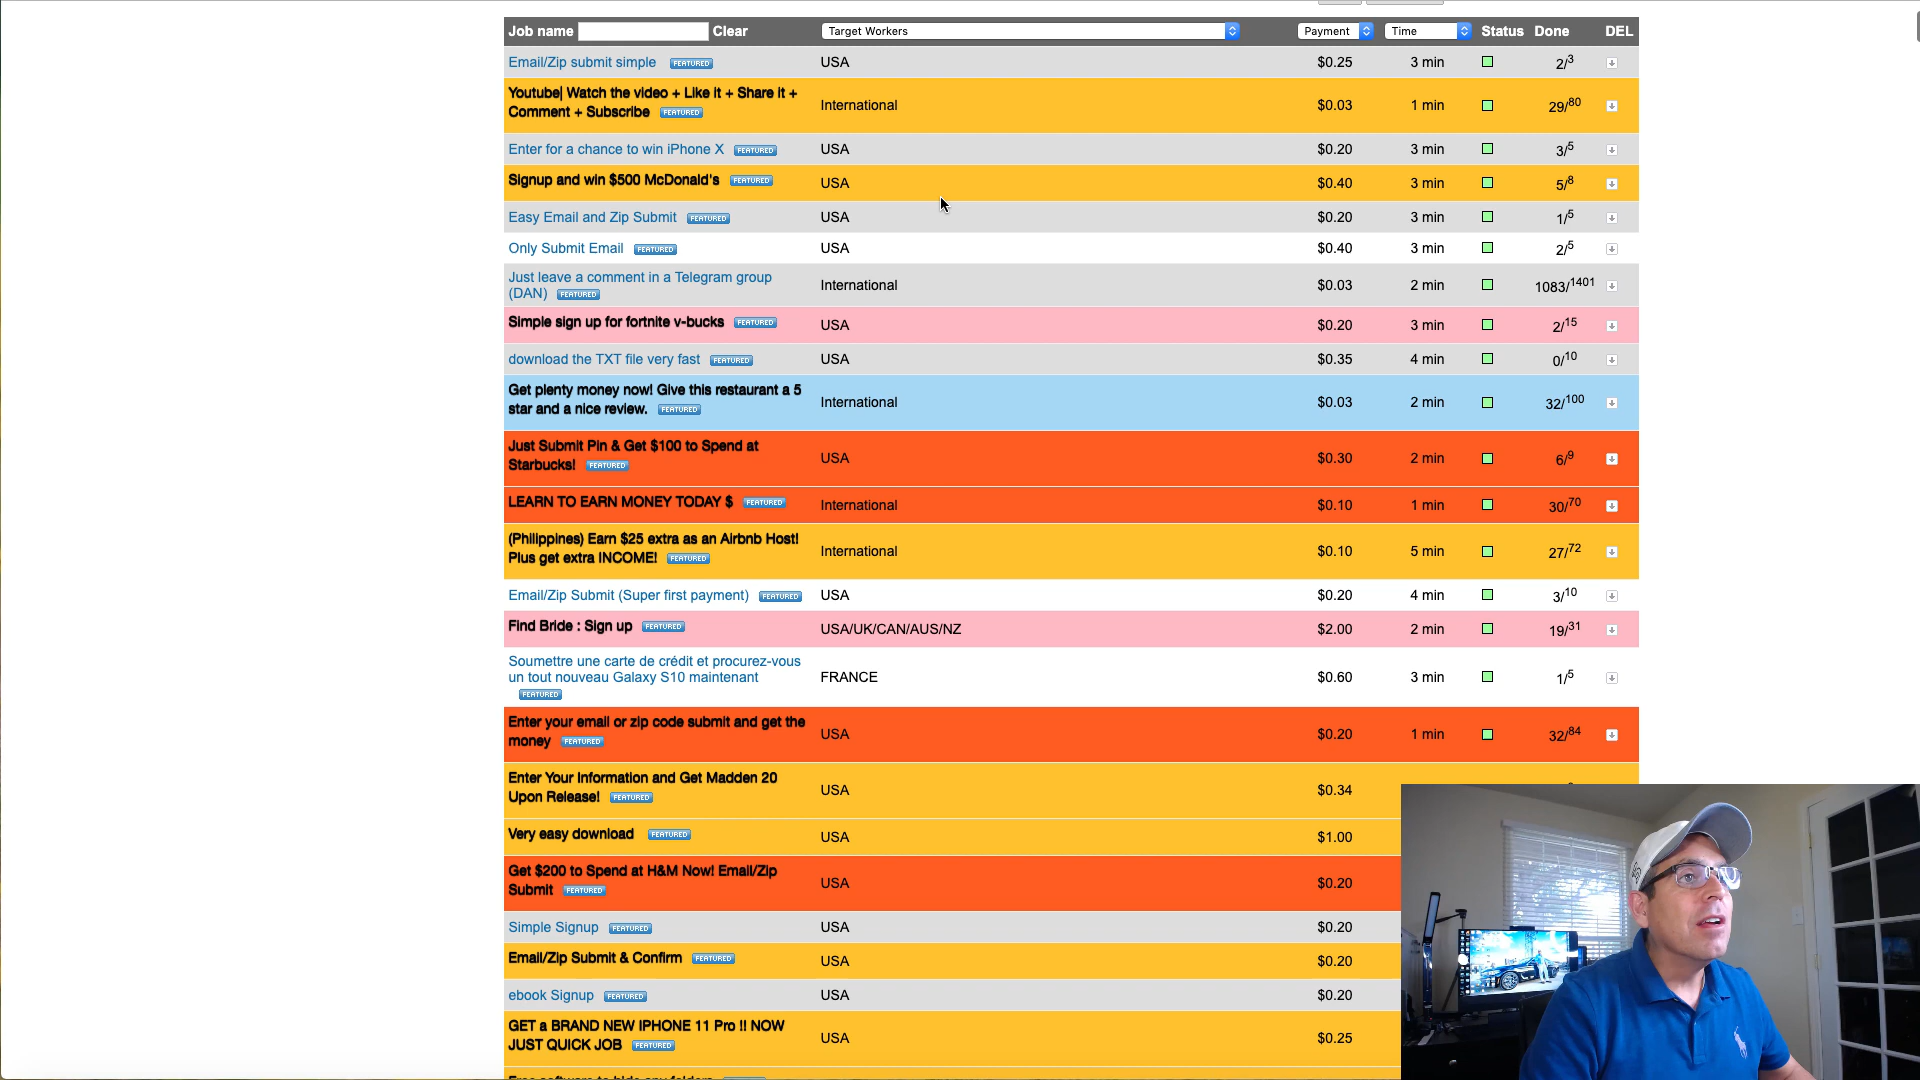 Job name Clear Target Workers Payment Time Status Done DEL
Email/Zip submit simple FEATURED USA $0.25 3 min 2/3
Youtube| Watch the video + Like it + Share it +
Comment + Subscribe FEATURED International $0.03 1 min 29/80
Enter for a chance to win iPhone X FEATURED USA $0.20 3 min 3/5
Signup and win $500 McDonald's FEATURED USA $0.40 3 min 5/8
Easy Email and Zip Submit FEATURED USA $0.20 3 min 1/5
Only Submit Email FEATURED USA $0.40 3 min 2/5
Just leave a comment in a Telegram group
(DAN) FEATURED International $0.03 2 min 1083/1401
Simple sign up for fortnite v-bucks FEATURED USA $0.20 3 min 2/15
download the TXT file very fast FEATURED USA $0.35 4 min 0/10
Get plenty money now! Give this restaurant a 5
star and a nice review. FEATURED International $0.03 2 min 32/100
Just Submit Pin & Get $100 to Spend at
Starbucks! FEATURED USA $0.30 2 min 6/9
LEARN TO EARN MONEY TODAY $ FEATURED International $0.10 1 min 30/70
(Philippines) Earn $25 extra as an Airbnb Host!
Plus get extra INCOME! FEATURED International $0.10 5 min 27/72
Email/Zip Submit (Super first payment) FEATURED USA $0.20 4 min 3/10
Find Bride : Sign up FEATURED USA/UK/CAN/AUS/NZ $2.00 2 min 19/31
Soumettre une carte de crédit et procurez-vous
un tout nouveau Galaxy S10 maintenant FRANCE $0.60 3 min 1/5
FEATURED
Enter your email or zip code submit and get the
money FEATURED USA $0.20 1 min 32/84
Enter Your Information and Get Madden 20
Upon Release! FEATURED USA $0.34
Very easy download FEATURED USA $1.00
Get $200 to Spend at H&M Now! Email/Zip
Submit FEATURED USA $0.20
Simple Signup FEATURED USA $0.20
Email/Zip Submit & Confirm FEATURED USA $0.20
ebook Signup FEATURED USA $0.20
GET a BRAND NEW IPHONE 11 Pro !! NOW
JUST QUICK JOB FEATURED USA $0.25